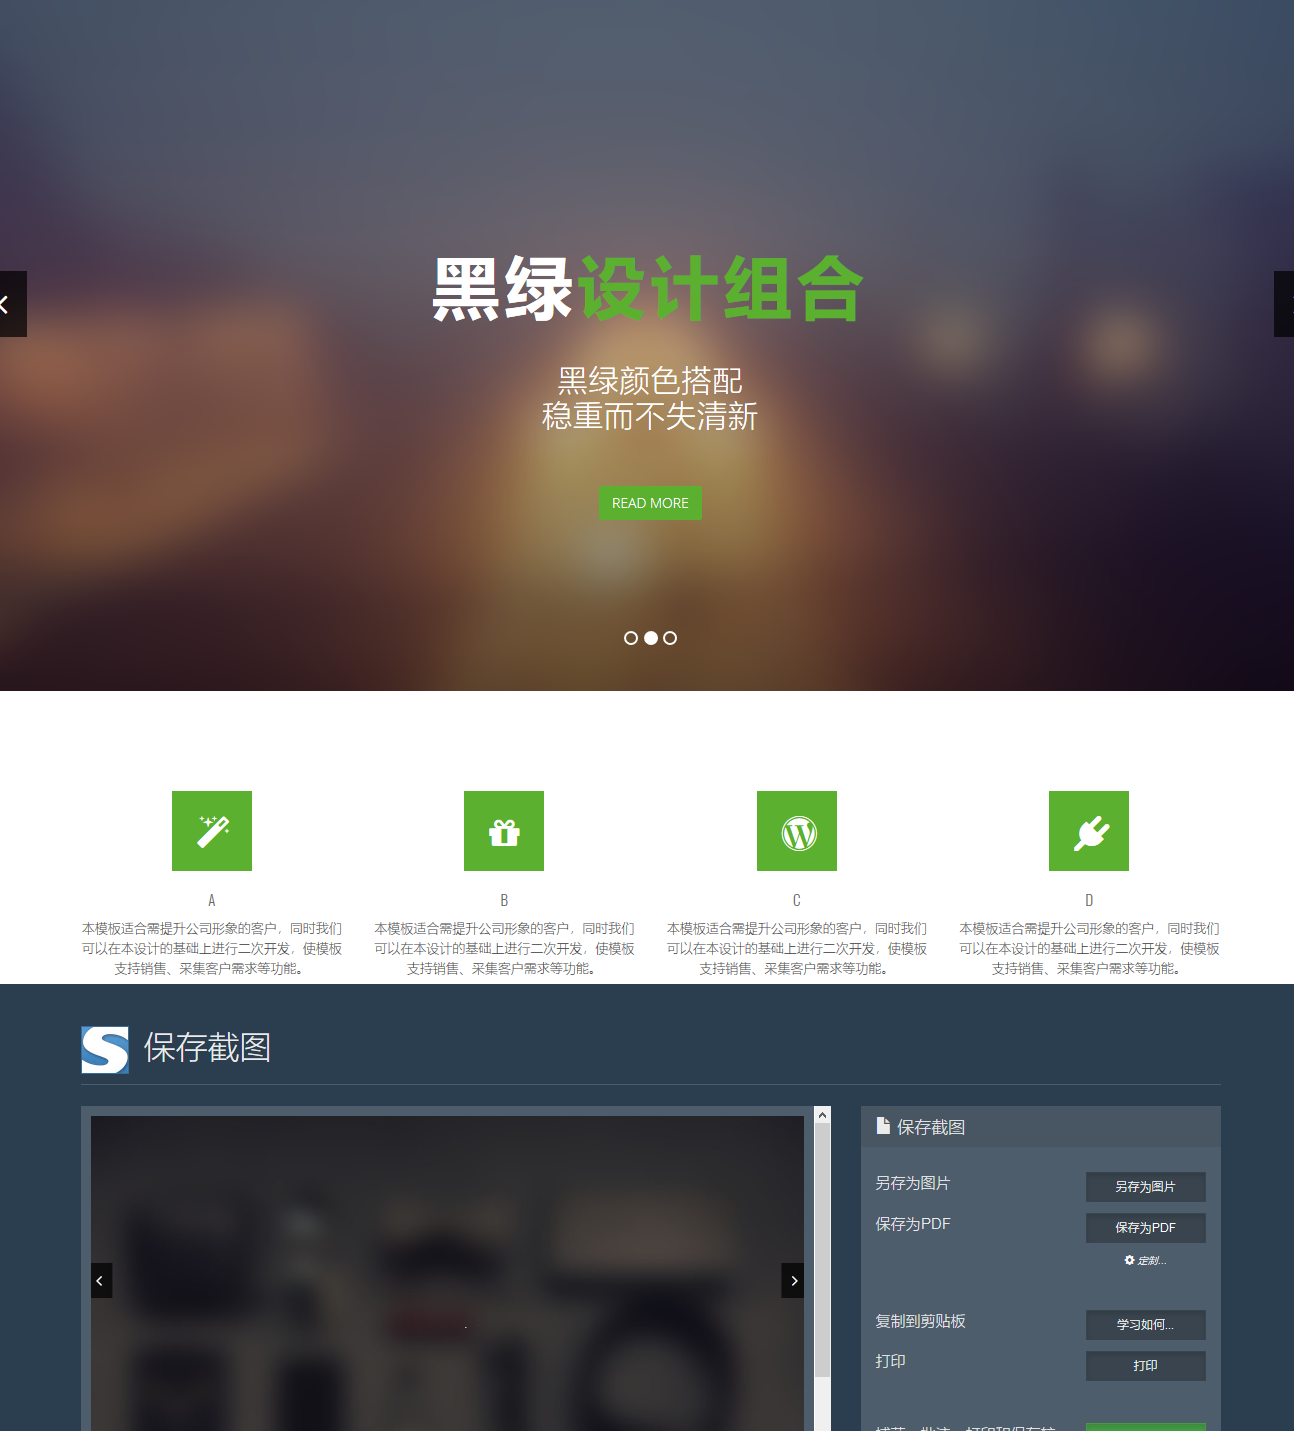 黑绿设计组合
黑绿颜色搭配
稳重而不失清新
READ MORE
A
本模板适合需提升公司形象的客户，同时我们
可以在本设计的基础上进行二次开发，使模板
支持销售、采集客户需求等功能。
B
本模板适合需提升公司形象的客户，同时我们
可以在本设计的基础上进行二次开发，使模板
支持销售、采集客户需求等功能。
C
本模板适合需提升公司形象的客户，同时我们
可以在本设计的基础上进行二次开发，使模板
支持销售、采集客户需求等功能。
D
本模板适合需提升公司形象的客户，同时我们
可以在本设计的基础上进行二次开发，使模板
支持销售、采集客户需求等功能。
保存截图
保存截图
另存为图片 另存为图片
保存为PDF 保存为PDF
定制...
复制到剪贴板 学习如何...
打印 打印